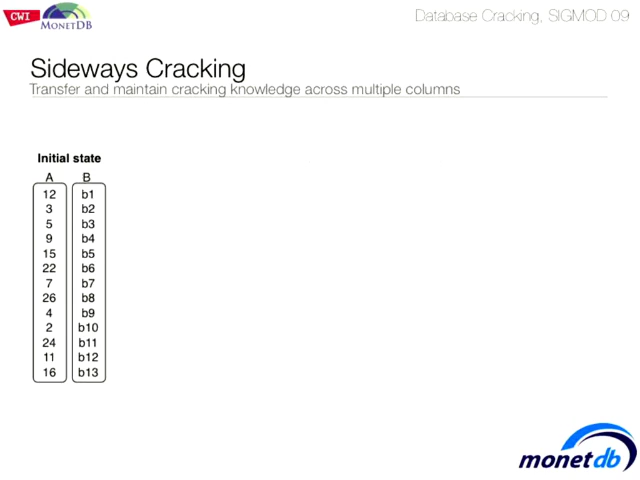 CWI
MONETDB
Database Cracking, SIGMOD 09
Sideways Cracking
Transfer and maintain cracking knowledge across multiple columns
Initial state
A B
12 b1
3 b2
5 b3
9 b4
15 b5
22 b6
7 b7
26 b8
4 b9
2 b10
24 b11
11 b12
16 b13
monetdb